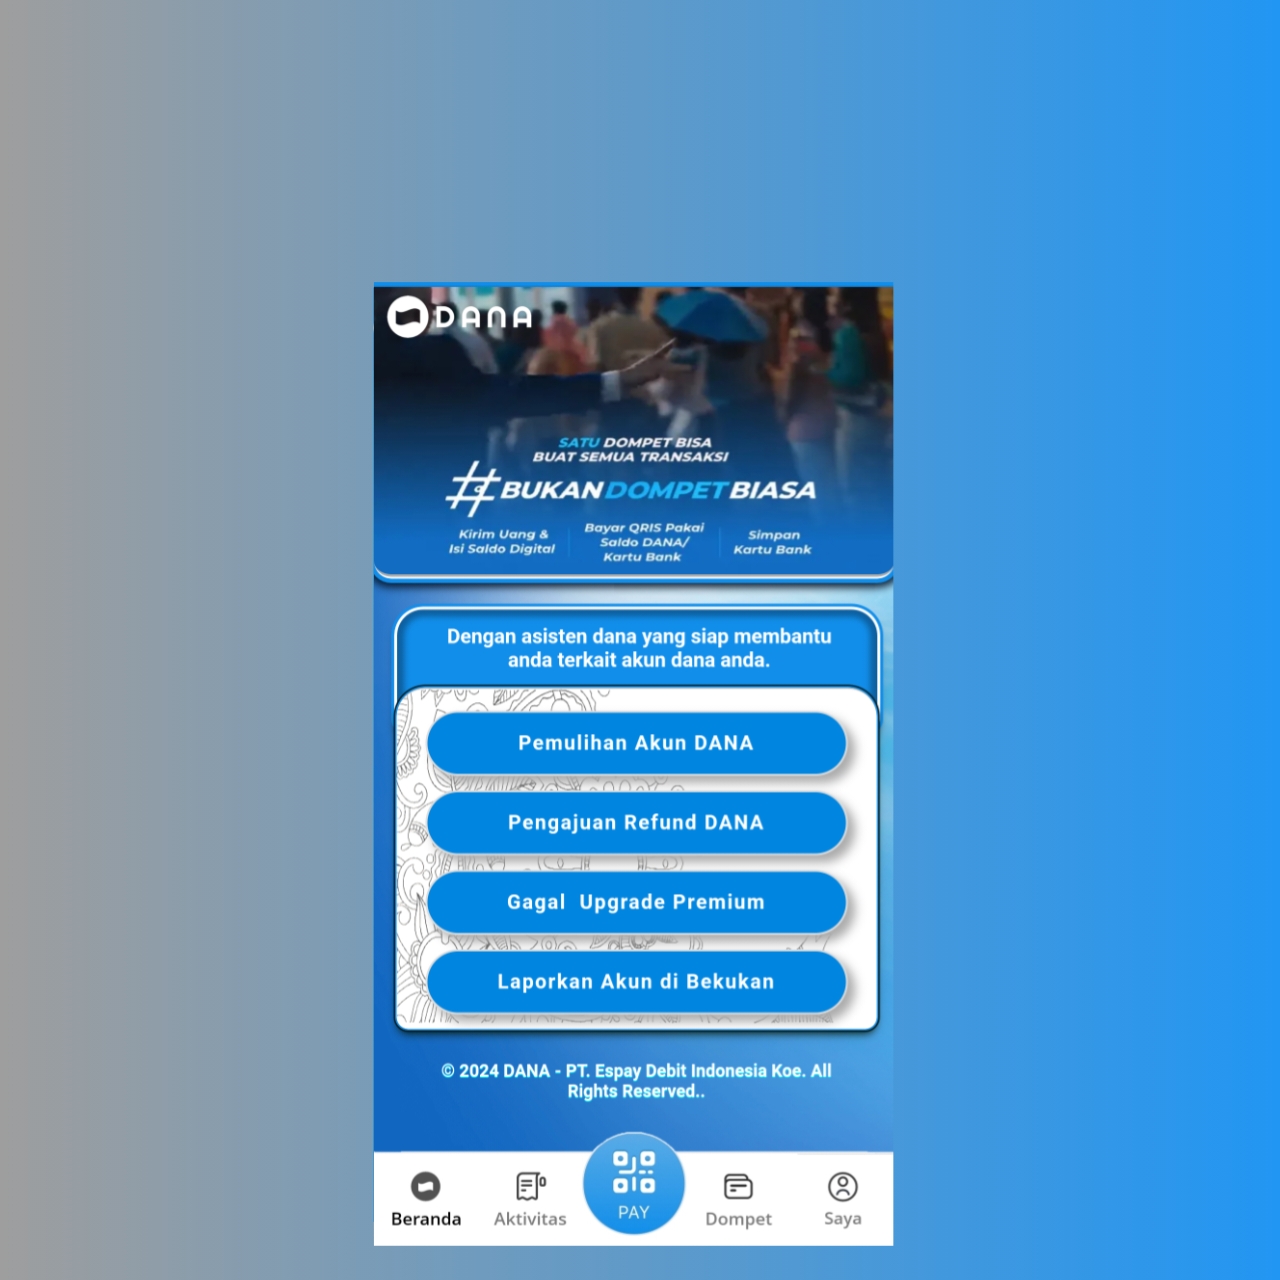 DANA
SATU DOMPET BISA
BUAT SEMUA TRANSAKSI
#BUKANDOMPETBIASA
Kirim Uang &
Isi Saldo Digital
Bayar QRIS Pakai
Saldo DANA/
Kartu Bank
Simpan
Kartu Bank
Dengan asisten dana yang siap membantu
anda terkait akun dana anda.
Pemulihan Akun DANA
Pengajuan Refund DANA
Gagal  Upgrade Premium
Laporkan Akun di Bekukan
© 2024 DANA - PT. Espay Debit Indonesia Koe. All
Rights Reserved..
Beranda
Aktivitas
PAY
Dompet
Saya